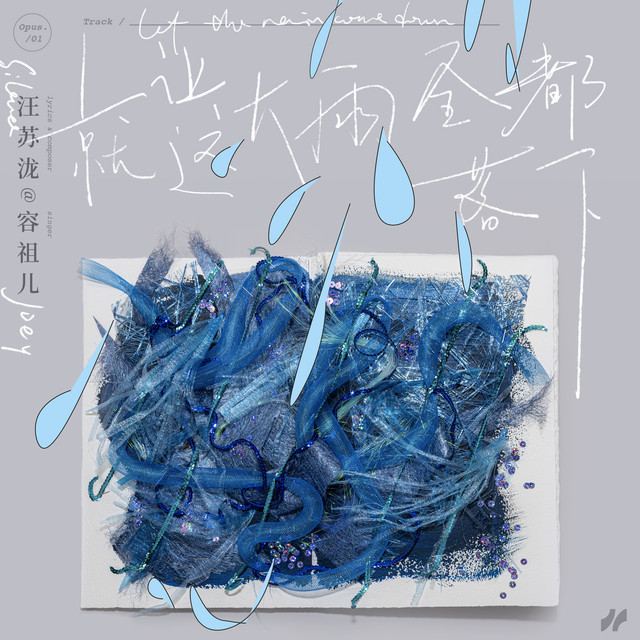 Opus.
/01
Track /
let the rain come down
就让这大雨全都
落下
Silence
汪苏泷@容祖儿
Joey
lyrics & composer
singer